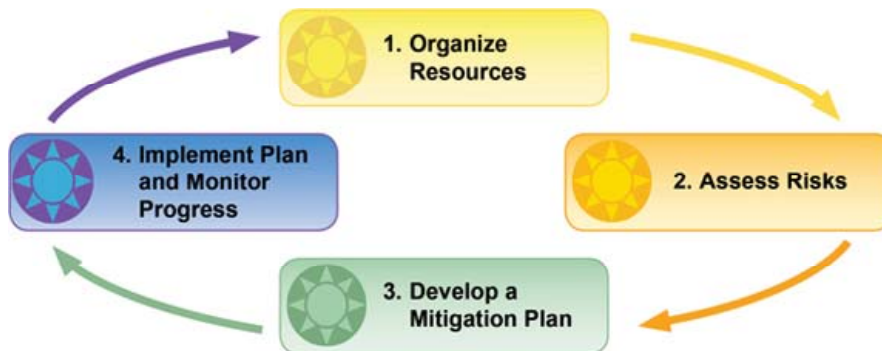 1. Organize
Resources
2. Assess Risks
3. Develop a
Mitigation Plan
4. Implement Plan
and Monitor
Progress